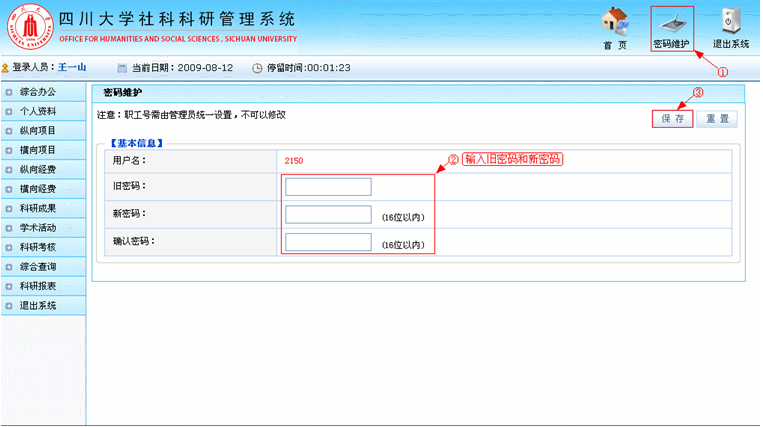 四川大学社科科研管理系统
OFFICE FOR HUMANITIES AND SOCIAL SCIENCES , SICHUAN UNIVERSITY
首 页
密码维护
退出系统
①
登录人员：王一山 当前日期：2009-08-12 停留时间:00:01:23
综合办公
个人资料
纵向项目
横向项目
纵向经费
横向经费
科研成果
学术活动
科研考核
综合查询
科研报表
退出系统
密码维护
③
注意：职工号需由管理员统一设置，不可以修改
保 存 重 置
【基本信息】
用户名： 2150
② 输入旧密码和新密码
旧密码：
新密码： (16位以内)
确认密码： (16位以内)